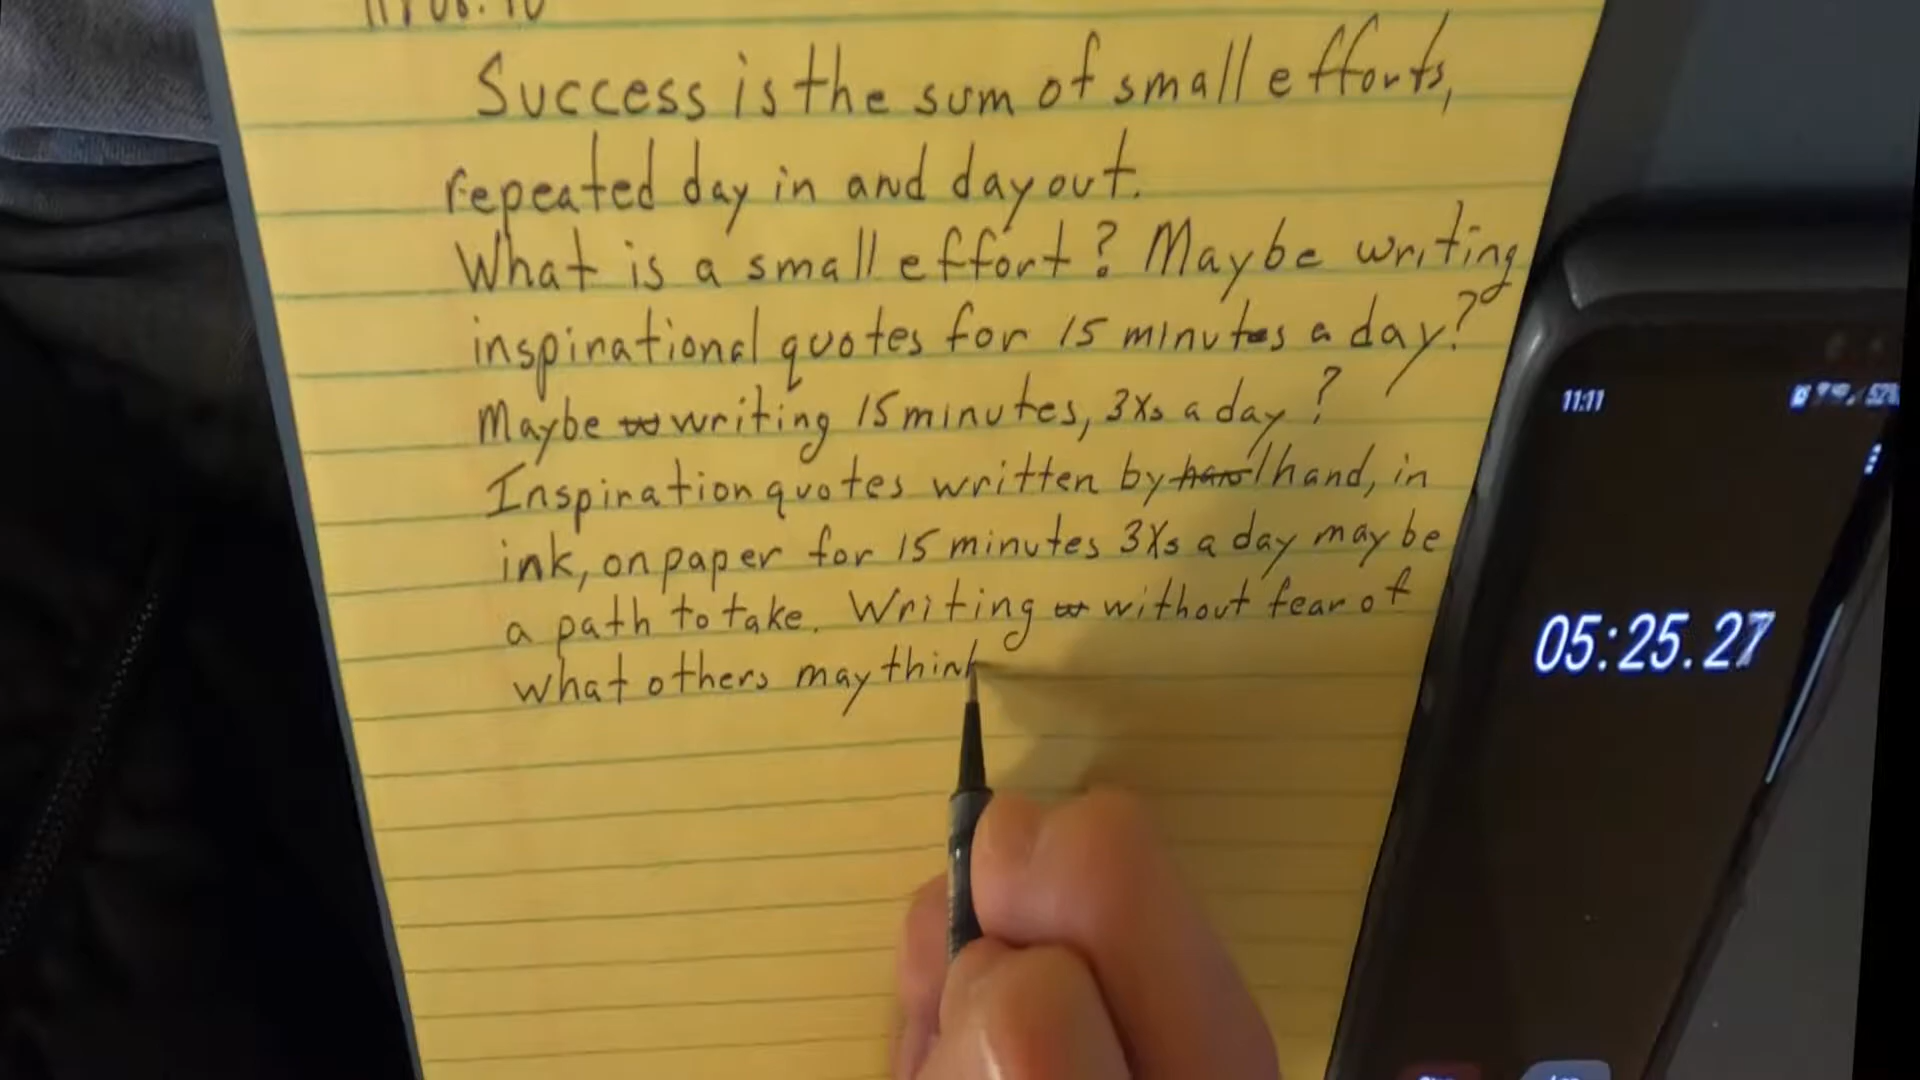 Success is the sum of small efforts,
repeated day in and day out.
What is a small effort? Maybe writing
inspirational quotes for 15 minutes a day?
Maybe writing 15 minutes, 3Xs a day?
Inspiration quotes written by hand, in
ink, on paper for 15 minutes 3Xs a day may be
a path to take. Writing without fear of
what others may think
11:11
52%
05:25.27